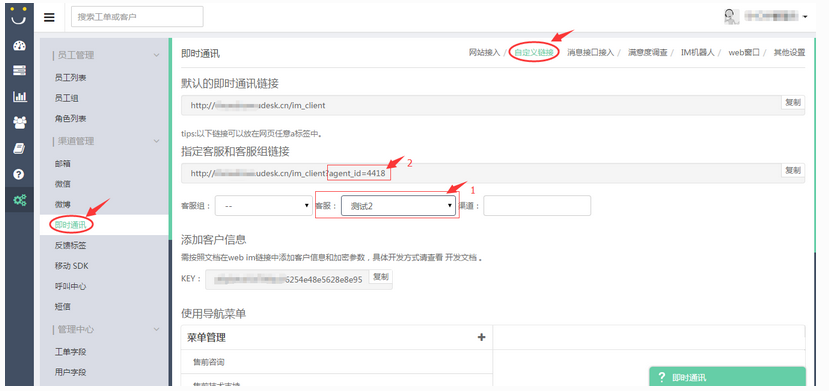 搜索工单或客户
员工管理
员工列表
员工组
角色列表
渠道管理
邮箱
微信
微博
即时通讯
反馈标签
移动 SDK
呼叫中心
短信
管理中心
工单字段
用户字段
即时通讯
网站接入 / 自定义链接 / 消息接口接入 / 满意度调查 / IM机器人 / web窗口 / 其他设置
默认的即时通讯链接
http:// udesk.cn/im_client 复制
tips:以下链接可以放在网页任意a标签中。
指定客服和客服组链接
http:// udesk.cn/im_client?agent_id=4418 复制
2
1
客服组： -- 客服： 测试2 渠道：
添加客户信息
需按照文档在web im链接中添加客户信息和加密参数，具体开发方式请查看 开发文档 。
KEY： 6254e48e5628e8e95 复制
使用导航菜单
菜单管理 +
售前咨询
售前技术支持
? 即时通讯